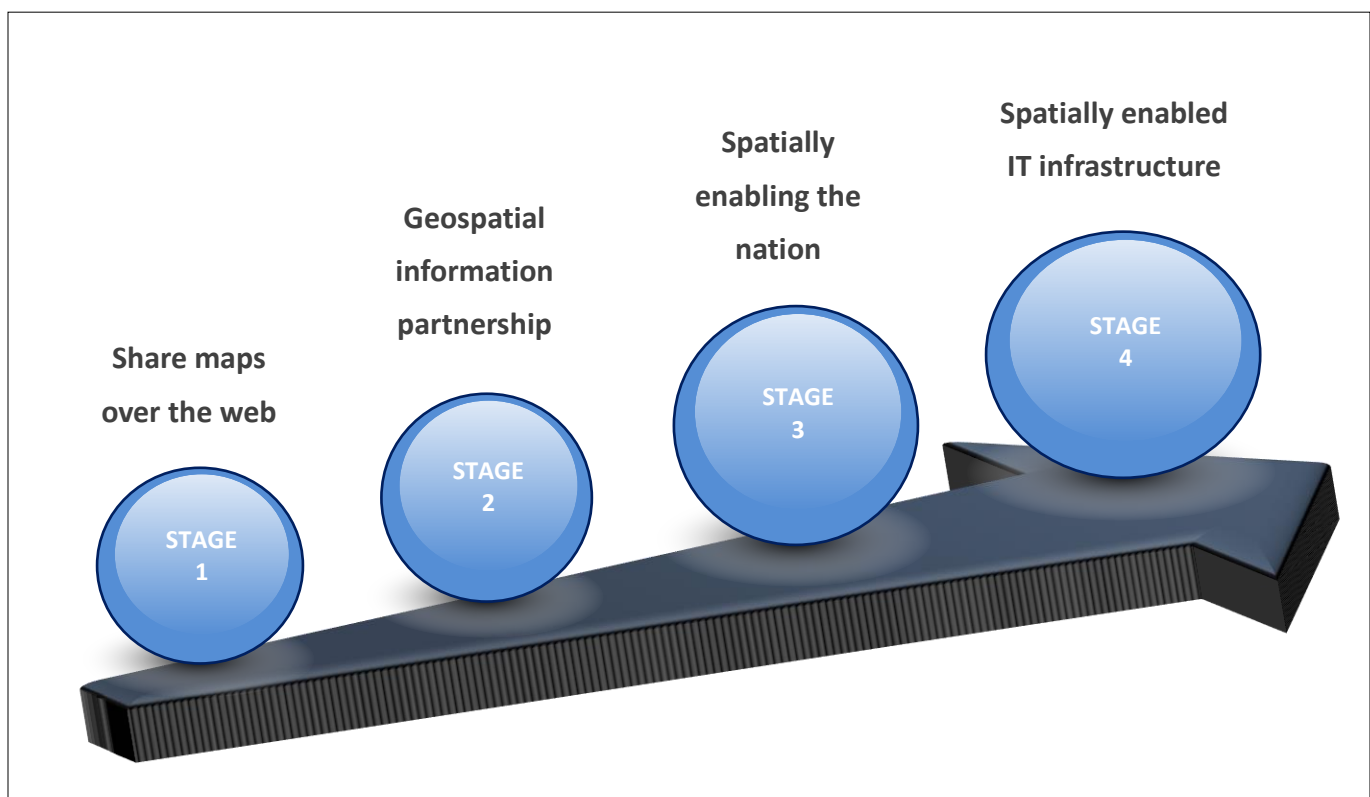 Share maps
over the web
STAGE
1
Geospatial
information
partnership
STAGE
2
Spatially
enabling the
nation
STAGE
3
Spatially enabled
IT infrastructure
STAGE
4